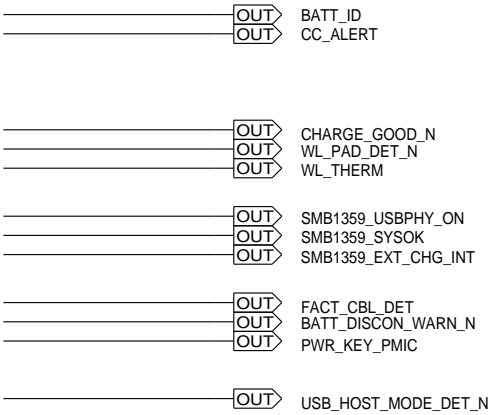 OUT BATT_ID
OUT CC_ALERT
OUT CHARGE_GOOD_N
OUT WL_PAD_DET_N
OUT WL_THERM
OUT SMB1359_USBPHY_ON
OUT SMB1359_SYSOK
OUT SMB1359_EXT_CHG_INT
OUT FACT_CBL_DET
OUT BATT_DISCON_WARN_N
OUT PWR_KEY_PMIC
OUT USB_HOST_MODE_DET_N